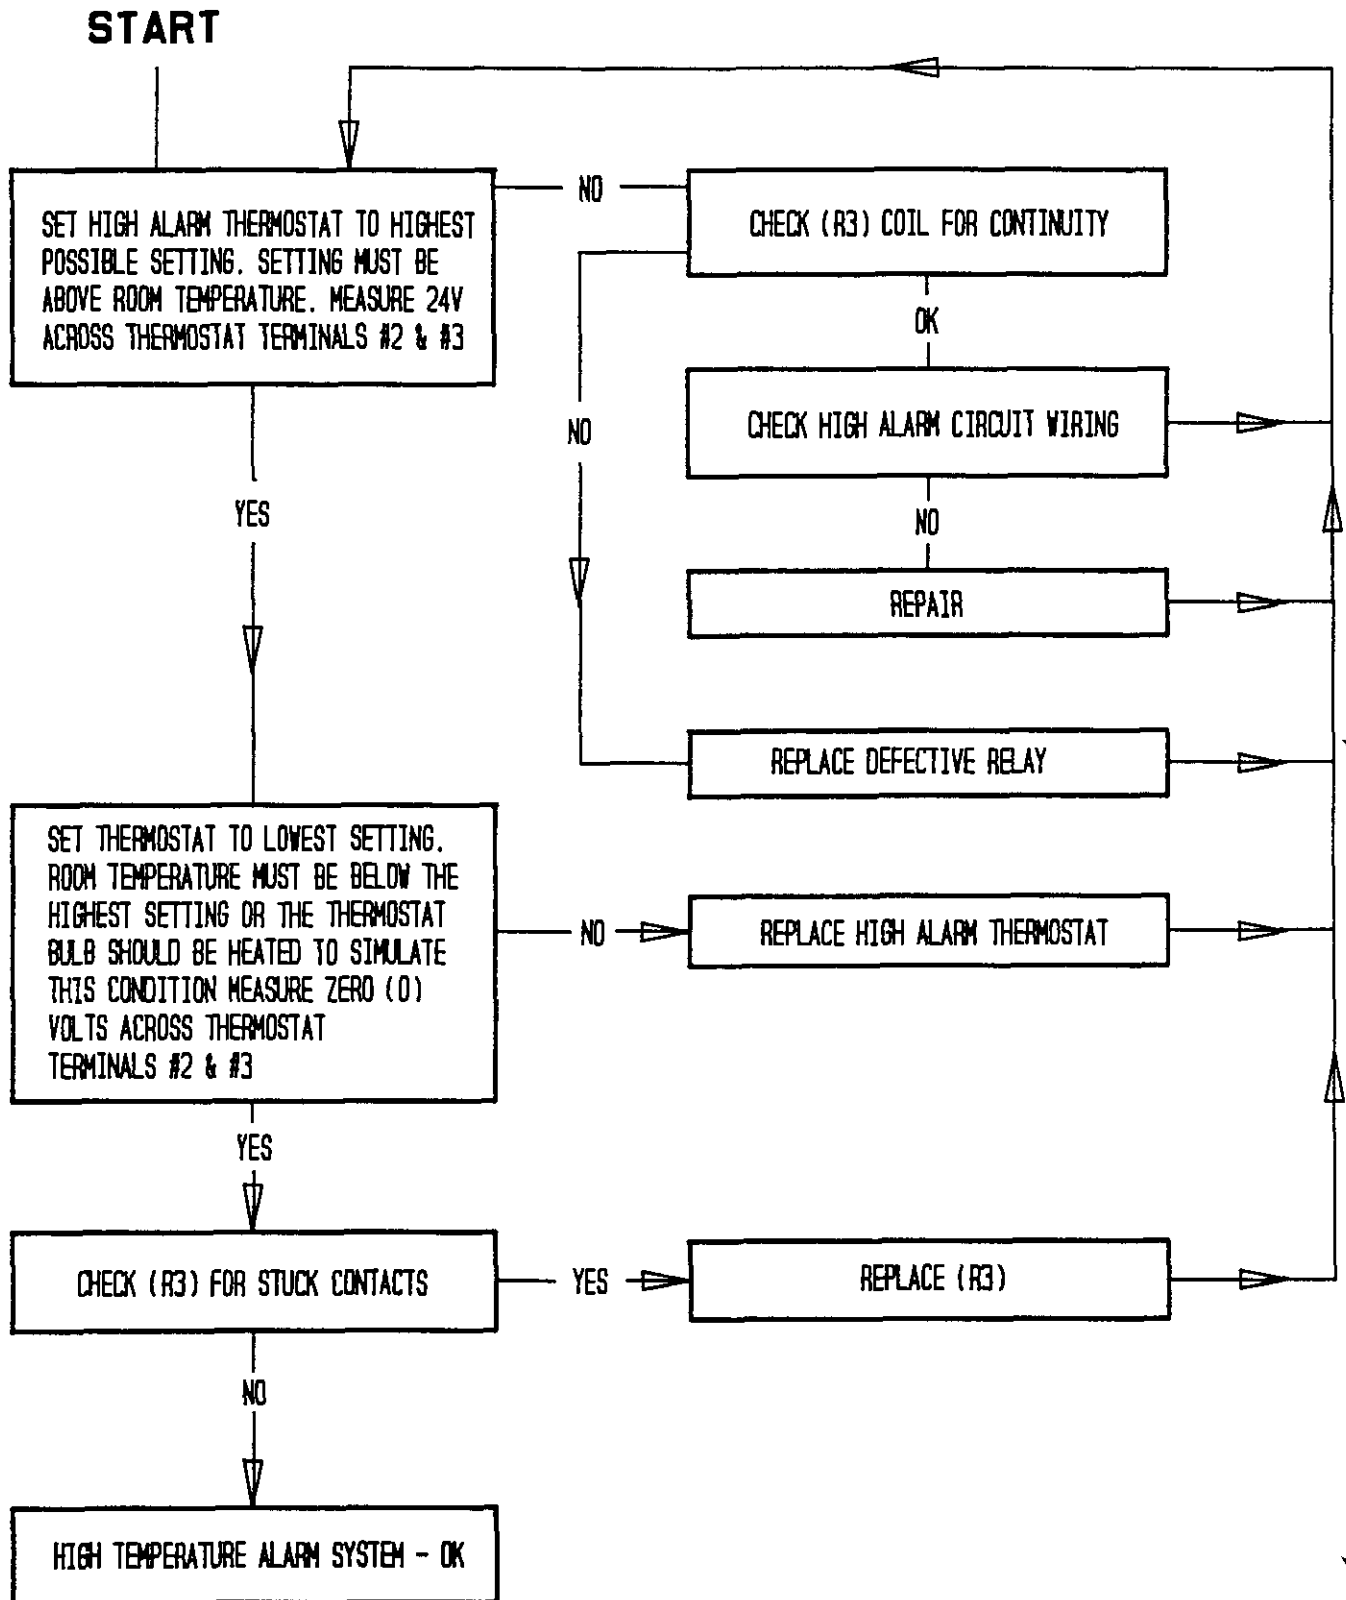 START
SET HIGH ALARM THERMOSTAT TO HIGHEST
POSSIBLE SETTING. SETTING MUST BE
ABOVE ROOM TEMPERATURE. MEASURE 24V
ACROSS THERMOSTAT TERMINALS #2 & #3
NO
CHECK (R3) COIL FOR CONTINUITY
OK
NO
CHECK HIGH ALARM CIRCUIT WIRING
YES
NO
REPAIR
REPLACE DEFECTIVE RELAY
SET THERMOSTAT TO LOWEST SETTING.
ROOM TEMPERATURE MUST BE BELOW THE
HIGHEST SETTING OR THE THERMOSTAT
BULB SHOULD BE HEATED TO SIMULATE
THIS CONDITION MEASURE ZERO (0)
VOLTS ACROSS THERMOSTAT
TERMINALS #2 & #3
NO
REPLACE HIGH ALARM THERMOSTAT
YES
CHECK (R3) FOR STUCK CONTACTS
YES
REPLACE (R3)
NO
HIGH TEMPERATURE ALARM SYSTEM - OK